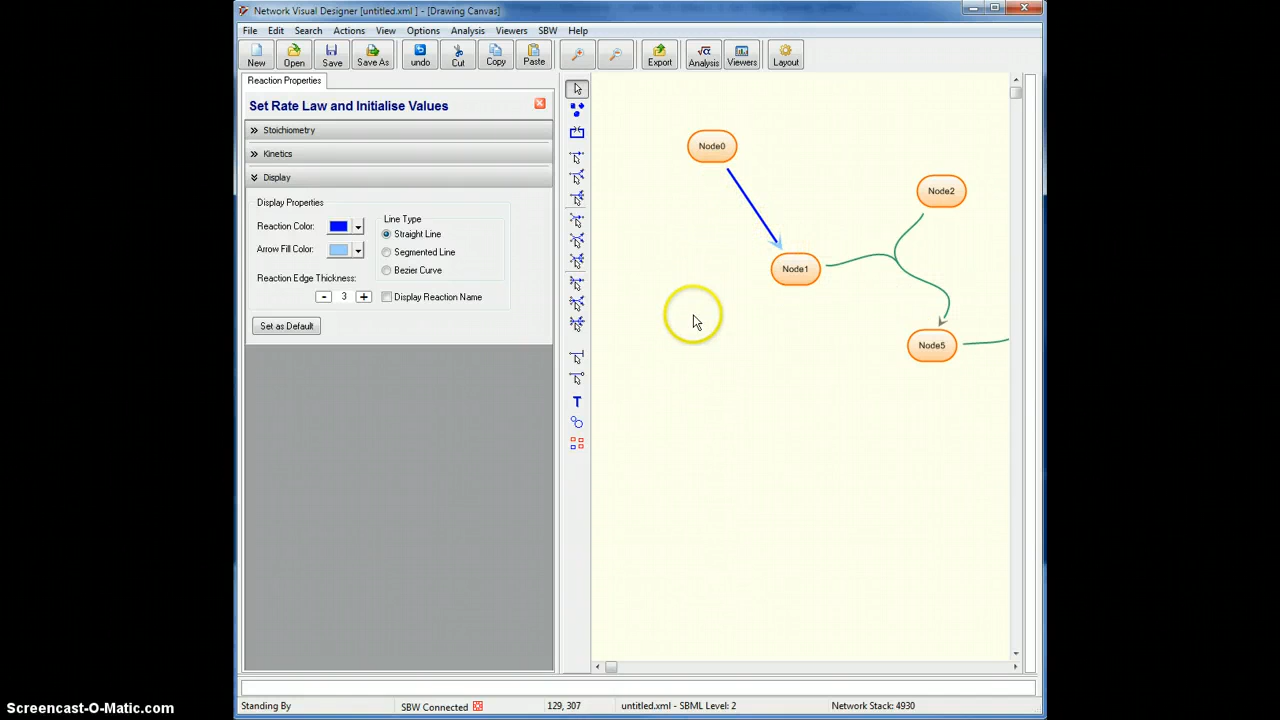 Network Visual Designer [untitled.xml ] - [Drawing Canvas]
File Edit Search Actions View Options Analysis Viewers SBW Help
New Open Save Save As undo Cut Copy Paste Export Analysis Viewers Layout
Reaction Properties
Set Rate Law and Initialise Values
Stoichiometry
Kinetics
Display
Display Properties
Reaction Color:
Arrow Fill Color:
Line Type
Straight Line
Segmented Line
Bezier Curve
Reaction Edge Thickness:
- 3 +
Display Reaction Name
Set as Default
T
Node0
Node2
Node1
Node5
Standing By SBW Connected 129, 307 untitled.xml - SBML Level: 2 Network Stack: 4930
Screencast-O-Matic.com